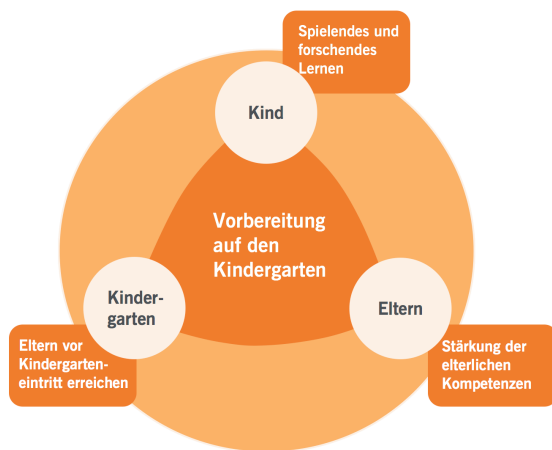 Spielendes und
forschendes
Lernen
Kind
Vorbereitung
auf den
Kindergarten
Kinder-
garten
Eltern
Eltern vor
Kindergarten-
eintritt erreichen
Stärkung der
elterlichen
Kompetenzen